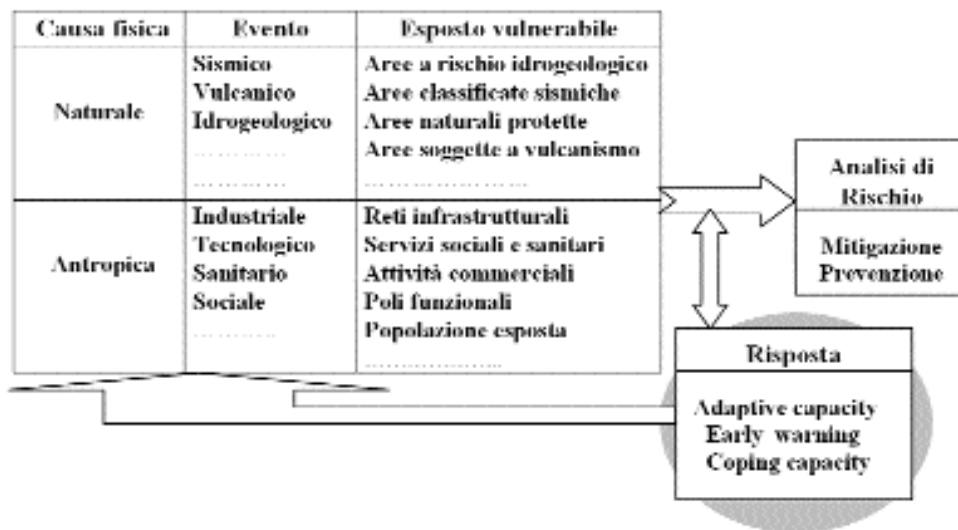 Causa fisica Evento Esposto vulnerabile
Naturale
Sismico
Vulcanico
Idrogeologico
... ... ... ...
... ... ... ...
Aree a rischio idrogeologico
Aree classificate sismiche
Aree naturali protette
Aree soggette a vulcanismo
... ... ... ... ... ...
Antropica
Industriale
Tecnologico
Sanitario
Sociale
... ... ...
Reti infrastrutturali
Servizi sociali e sanitari
Attività commerciali
Poli funzionali
Popolazione esposta
... ... ... ... ...
Analisi di
Rischio
Mitigazione
Prevenzione
Risposta
Adaptive capacity
Early warning
Coping capacity